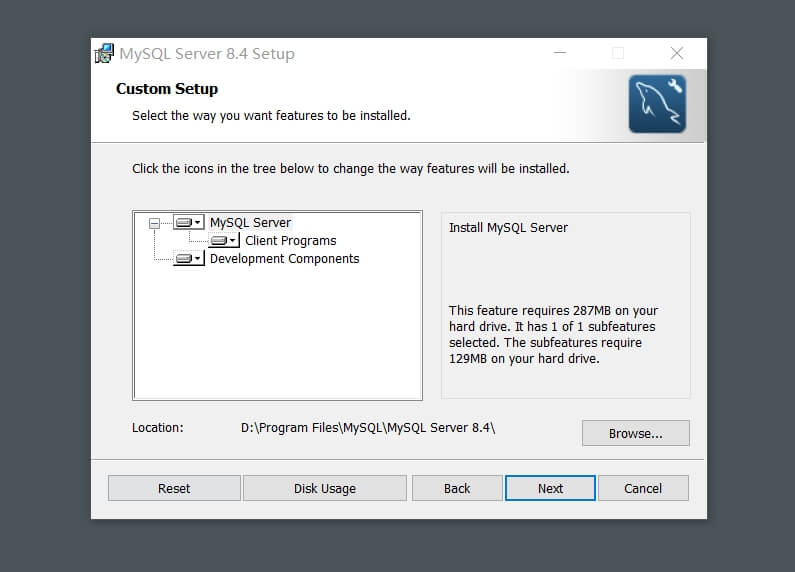 MySQL Server 8.4 Setup
Custom Setup
Select the way you want features to be installed.
Click the icons in the tree below to change the way features will be installed.
MySQL Server
Client Programs
Development Components
Install MySQL Server
This feature requires 287MB on your
hard drive. It has 1 of 1 subfeatures
selected. The subfeatures require
129MB on your hard drive.
Location:
D:\Program Files\MySQL\MySQL Server 8.4\
Browse...
Reset
Disk Usage
Back
Next
Cancel